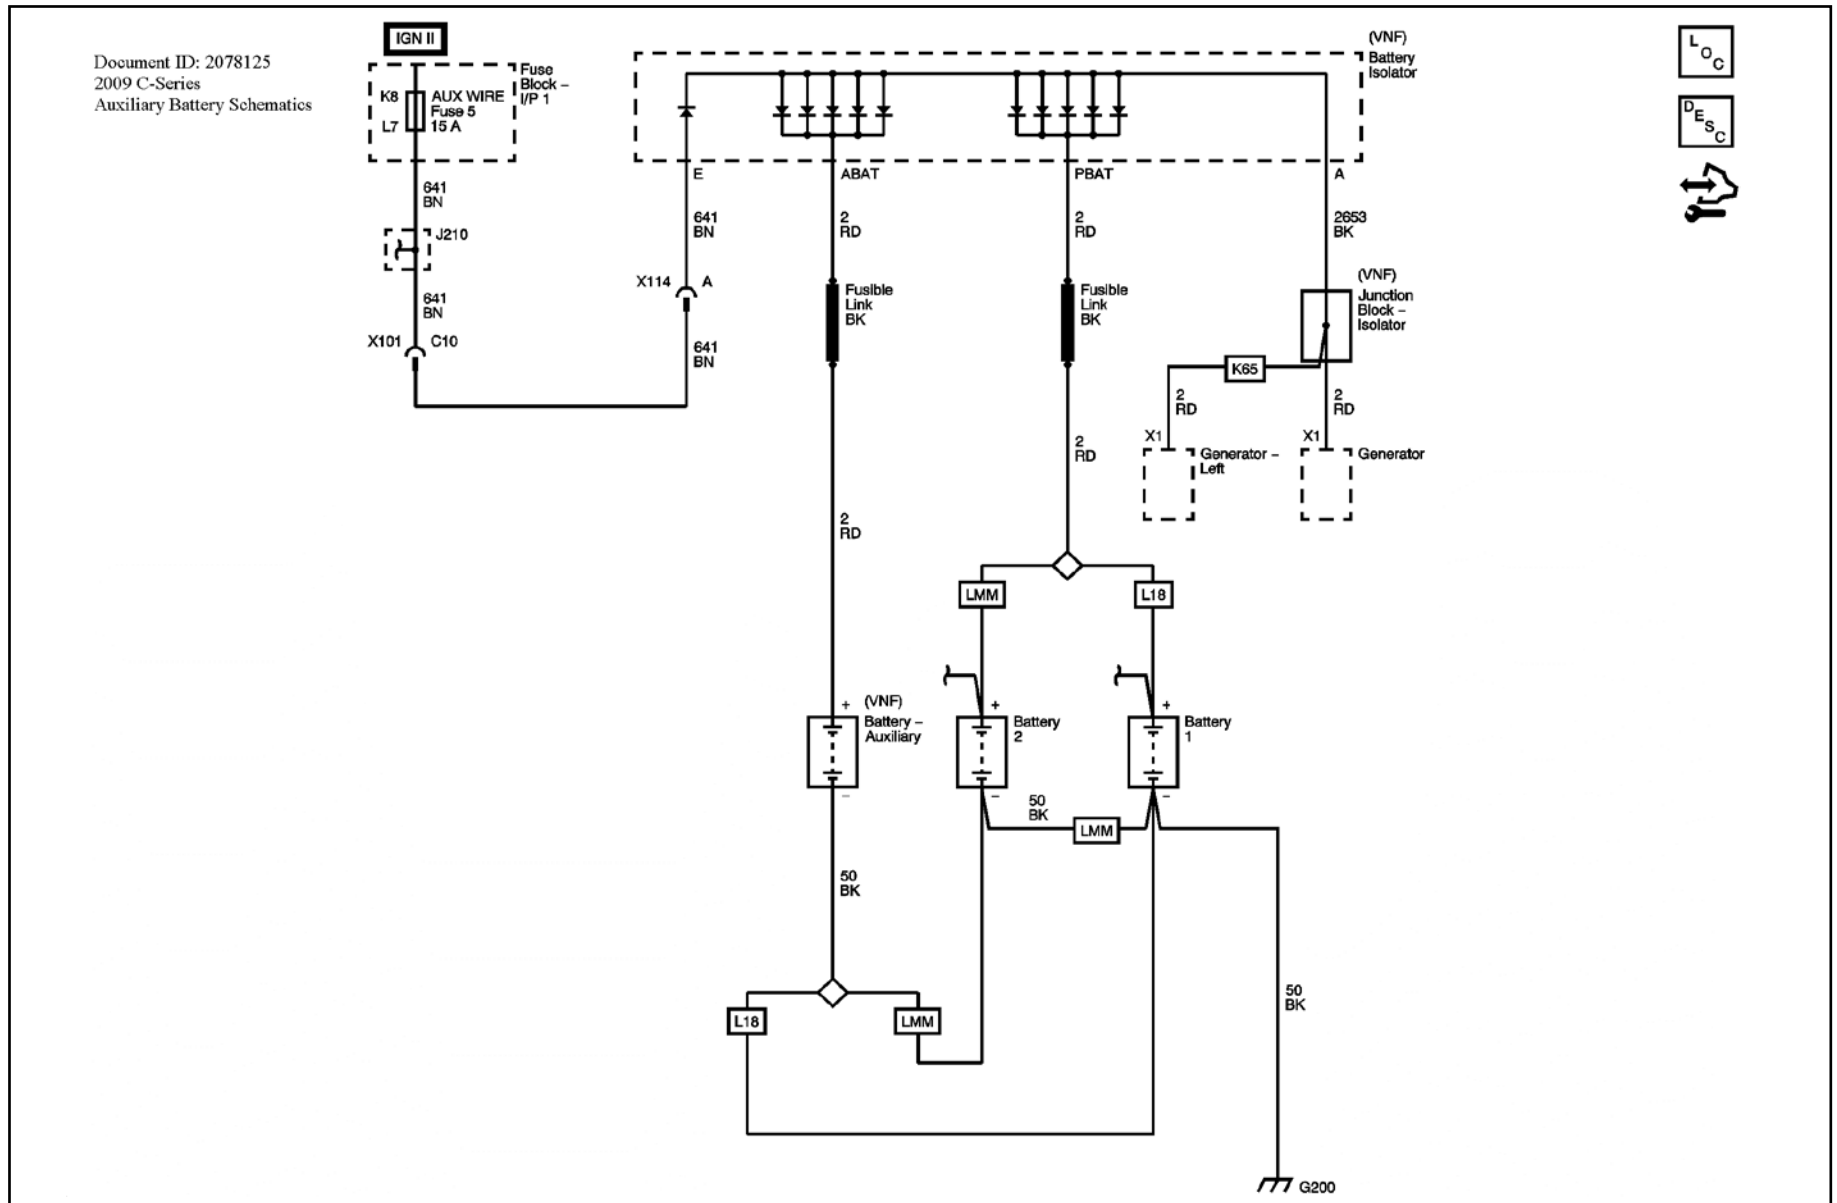 Document ID: 2078125
2009 C-Series
Auxiliary Battery Schematics
IGN II
Fuse
Block –
I/P 1
K8
L7
AUX WIRE
Fuse 5
15 A
641
BN
J210
641
BN
X101
C10
(VNF)
Battery
Isolator
E
ABAT
PBAT
A
641
BN
2
RD
2
RD
2653
BK
X114
A
641
BN
Fusible
Link
BK
Fusible
Link
BK
(VNF)
Junction
Block –
Isolator
K65
2
RD
2
RD
X1
Generator –
Left
X1
Generator
2
RD
2
RD
LMM
L18
+
(VNF)
Battery –
Auxiliary
–
+
Battery
2
–
+
Battery
1
–
50
BK
LMM
50
BK
L18
LMM
50
BK
G200
LOC
DESC